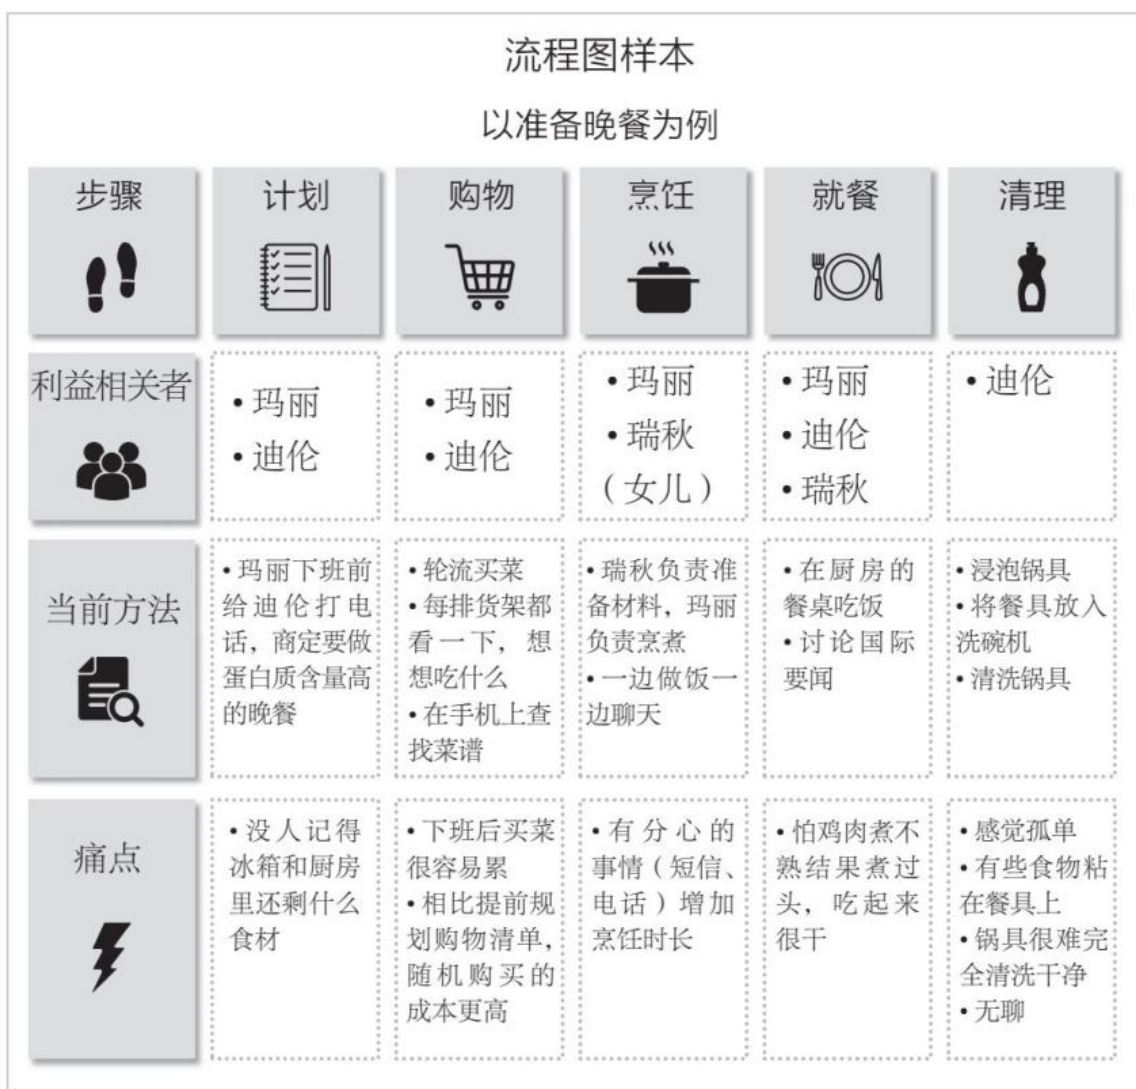 流程图样本
以准备晚餐为例
步骤
计划
购物
烹饪
就餐
清理
利益相关者
• 玛丽
• 迪伦
• 玛丽
• 迪伦
• 玛丽
• 瑞秋
（女儿）
• 玛丽
• 迪伦
• 瑞秋
• 迪伦
当前方法
• 玛丽下班前
给迪伦打电
话，商定要做
蛋白质含量高
的晚餐
• 轮流买菜
• 每排货架都
看一下，想
想吃什么
• 在手机上查
找菜谱
• 瑞秋负责准
备材料，玛丽
负责烹煮
• 一边做饭一
边聊天
• 在厨房的
餐桌吃饭
• 讨论国际
要闻
• 浸泡锅具
• 将餐具放入
洗碗机
• 清洗锅具
痛点
• 没人记得
冰箱和厨房
里还剩什么
食材
• 下班后买菜
很容易累
• 相比提前规
划购物清单，
随机购买的
成本更高
• 有分心的
事情（短信、
电话）增加
烹饪时长
• 怕鸡肉煮不
熟结果煮过
头，吃起来
很干
• 感觉孤单
• 有些食物粘
在餐具上
• 锅具很难完
全清洗干净
• 无聊